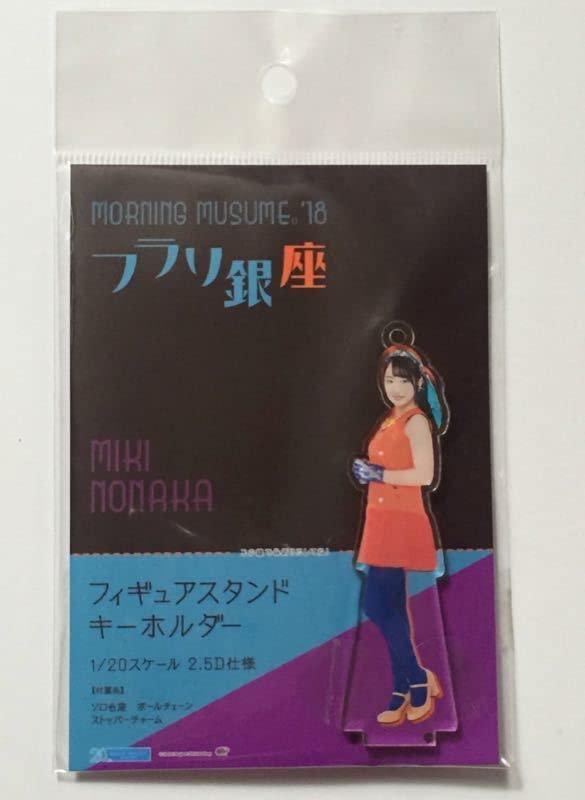 MORNING MUSUME。'18
フラリ銀座
MIKI
NONAKA
フィギュアスタンド
キーホルダー
1/20スケール 2.5D仕様
【付属品】
ソロ台座 ボールチェーン
ストッパーチャーム